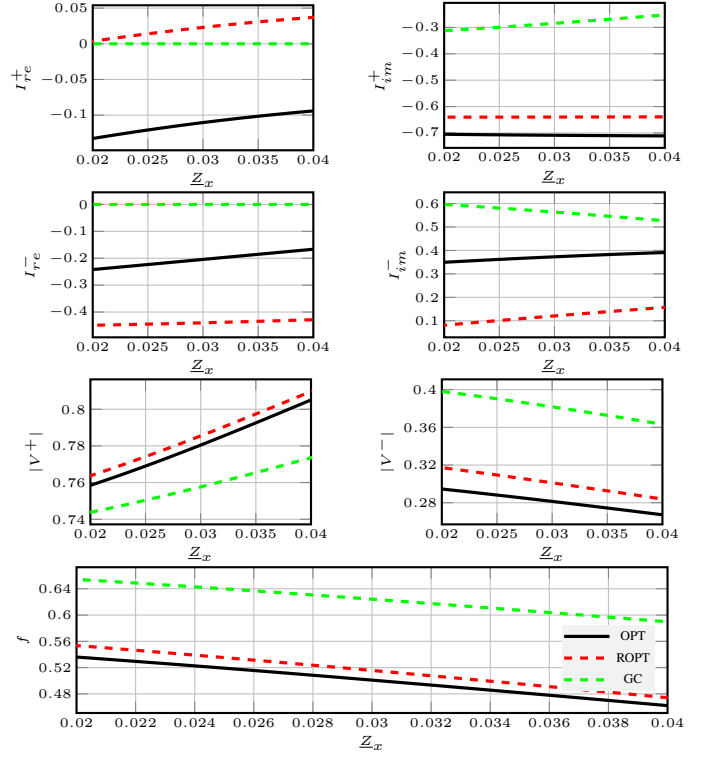 0.05
0
−0.05
−0.1
I⁺re
0.02 0.025 0.03 0.035 0.04
Z̲x
−0.3
−0.4
−0.5
−0.6
−0.7
I⁺im
0.02 0.025 0.03 0.035 0.04
Z̲x
0
−0.1
−0.2
−0.3
−0.4
I⁻re
0.02 0.025 0.03 0.035 0.04
Z̲x
0.6
0.5
0.4
0.3
0.2
0.1
I⁻im
0.02 0.025 0.03 0.035 0.04
Z̲x
0.8
0.78
0.76
0.74
|V⁺|
0.02 0.025 0.03 0.035 0.04
Z̲x
0.4
0.36
0.32
0.28
|V⁻|
0.02 0.025 0.03 0.035 0.04
Z̲x
0.64
0.6
0.56
0.52
0.48
f
OPT
ROPT
GC
0.02 0.022 0.024 0.026 0.028 0.03 0.032 0.034 0.036 0.038 0.04
Z̲x